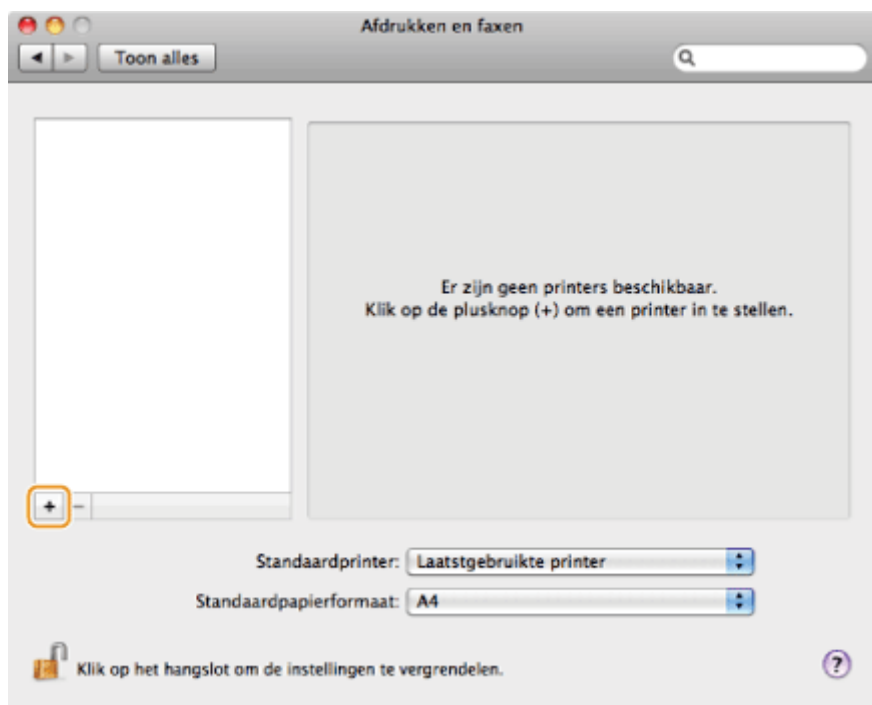 Afdrukken en faxen
Toon alles
Er zijn geen printers beschikbaar.
Klik op de plusknop (+) om een printer in te stellen.
+ −
Standaardprinter: Laatstgebruikte printer
Standaardpapierformaat: A4
Klik op het hangslot om de instellingen te vergrendelen.
?